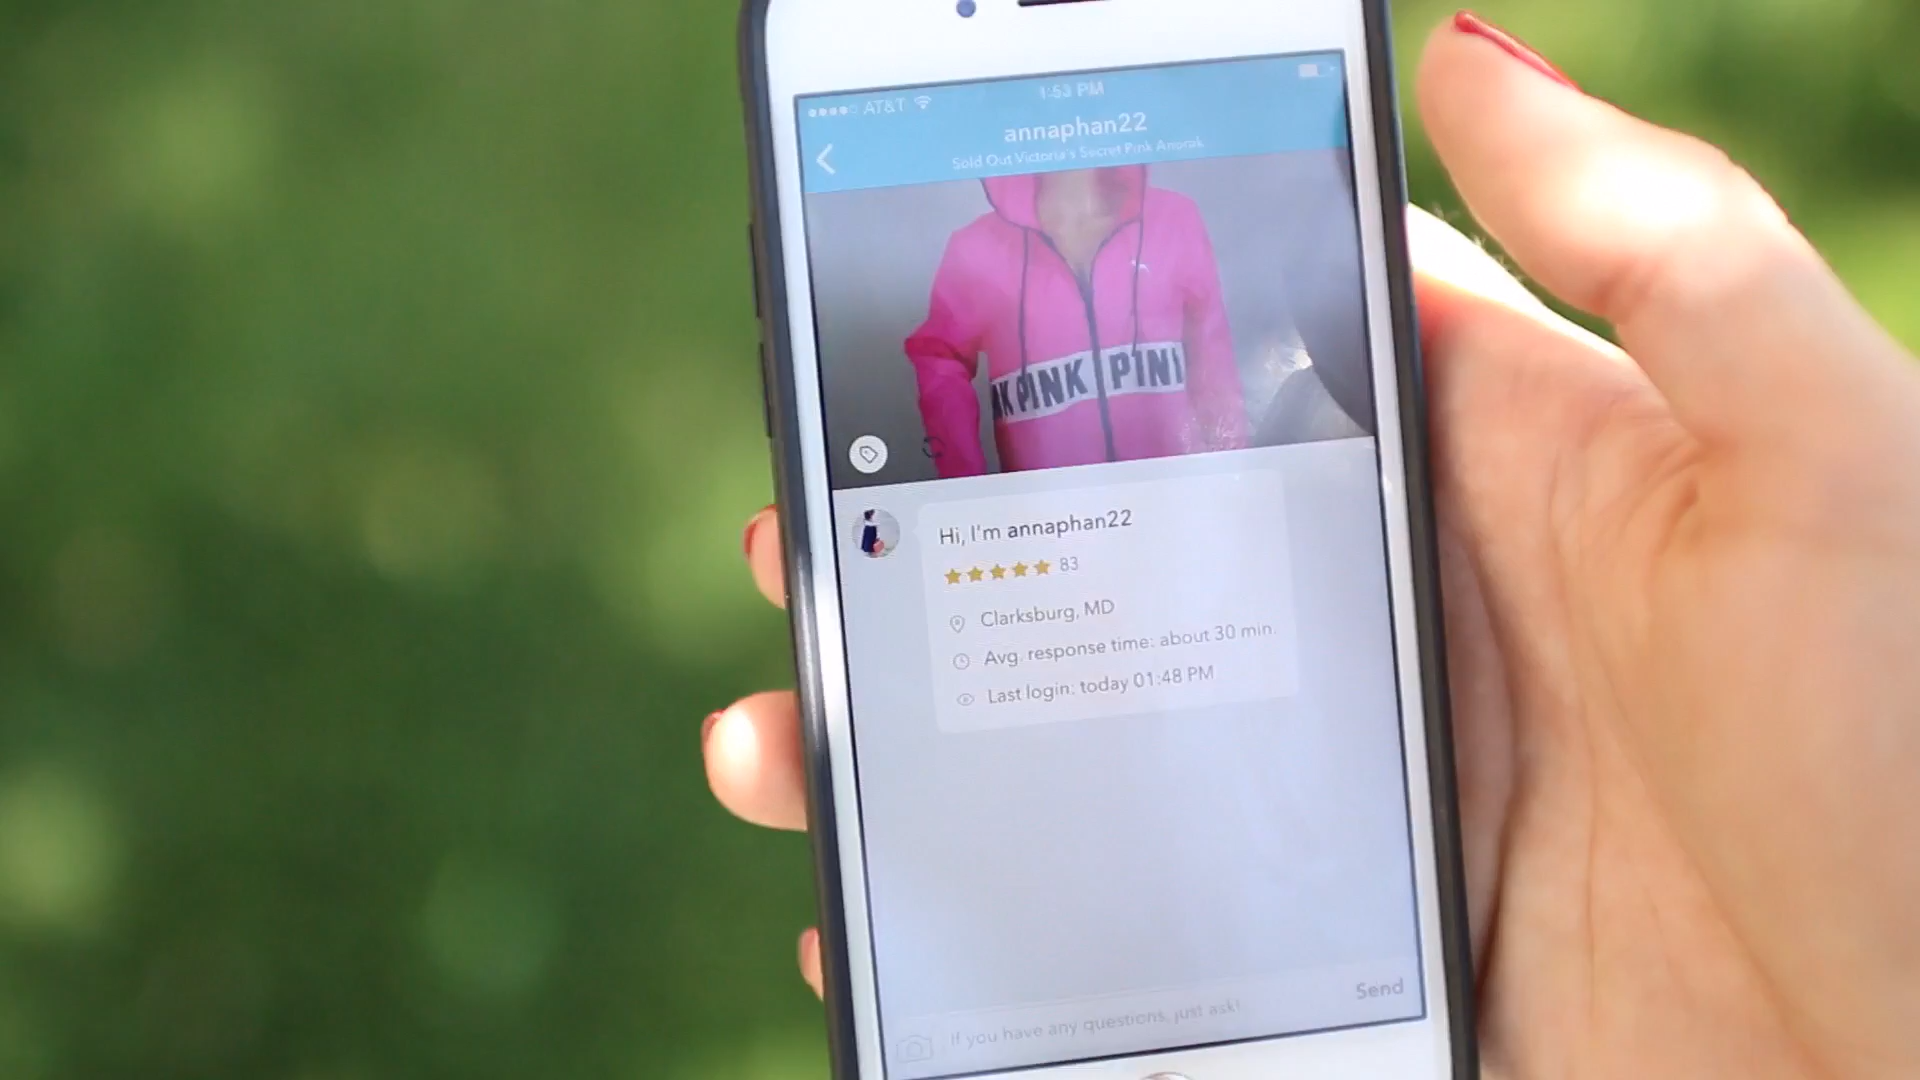 AT&T 1:53 PM
annaphan22
Sold Out Victoria's Secret Pink Anorak
NK PINK PINK
Hi, I'm annaphan22
83
Clarksburg, MD
Avg. response time: about 30 min.
Last login: today 01:48 PM
If you have any questions, just ask!
Send